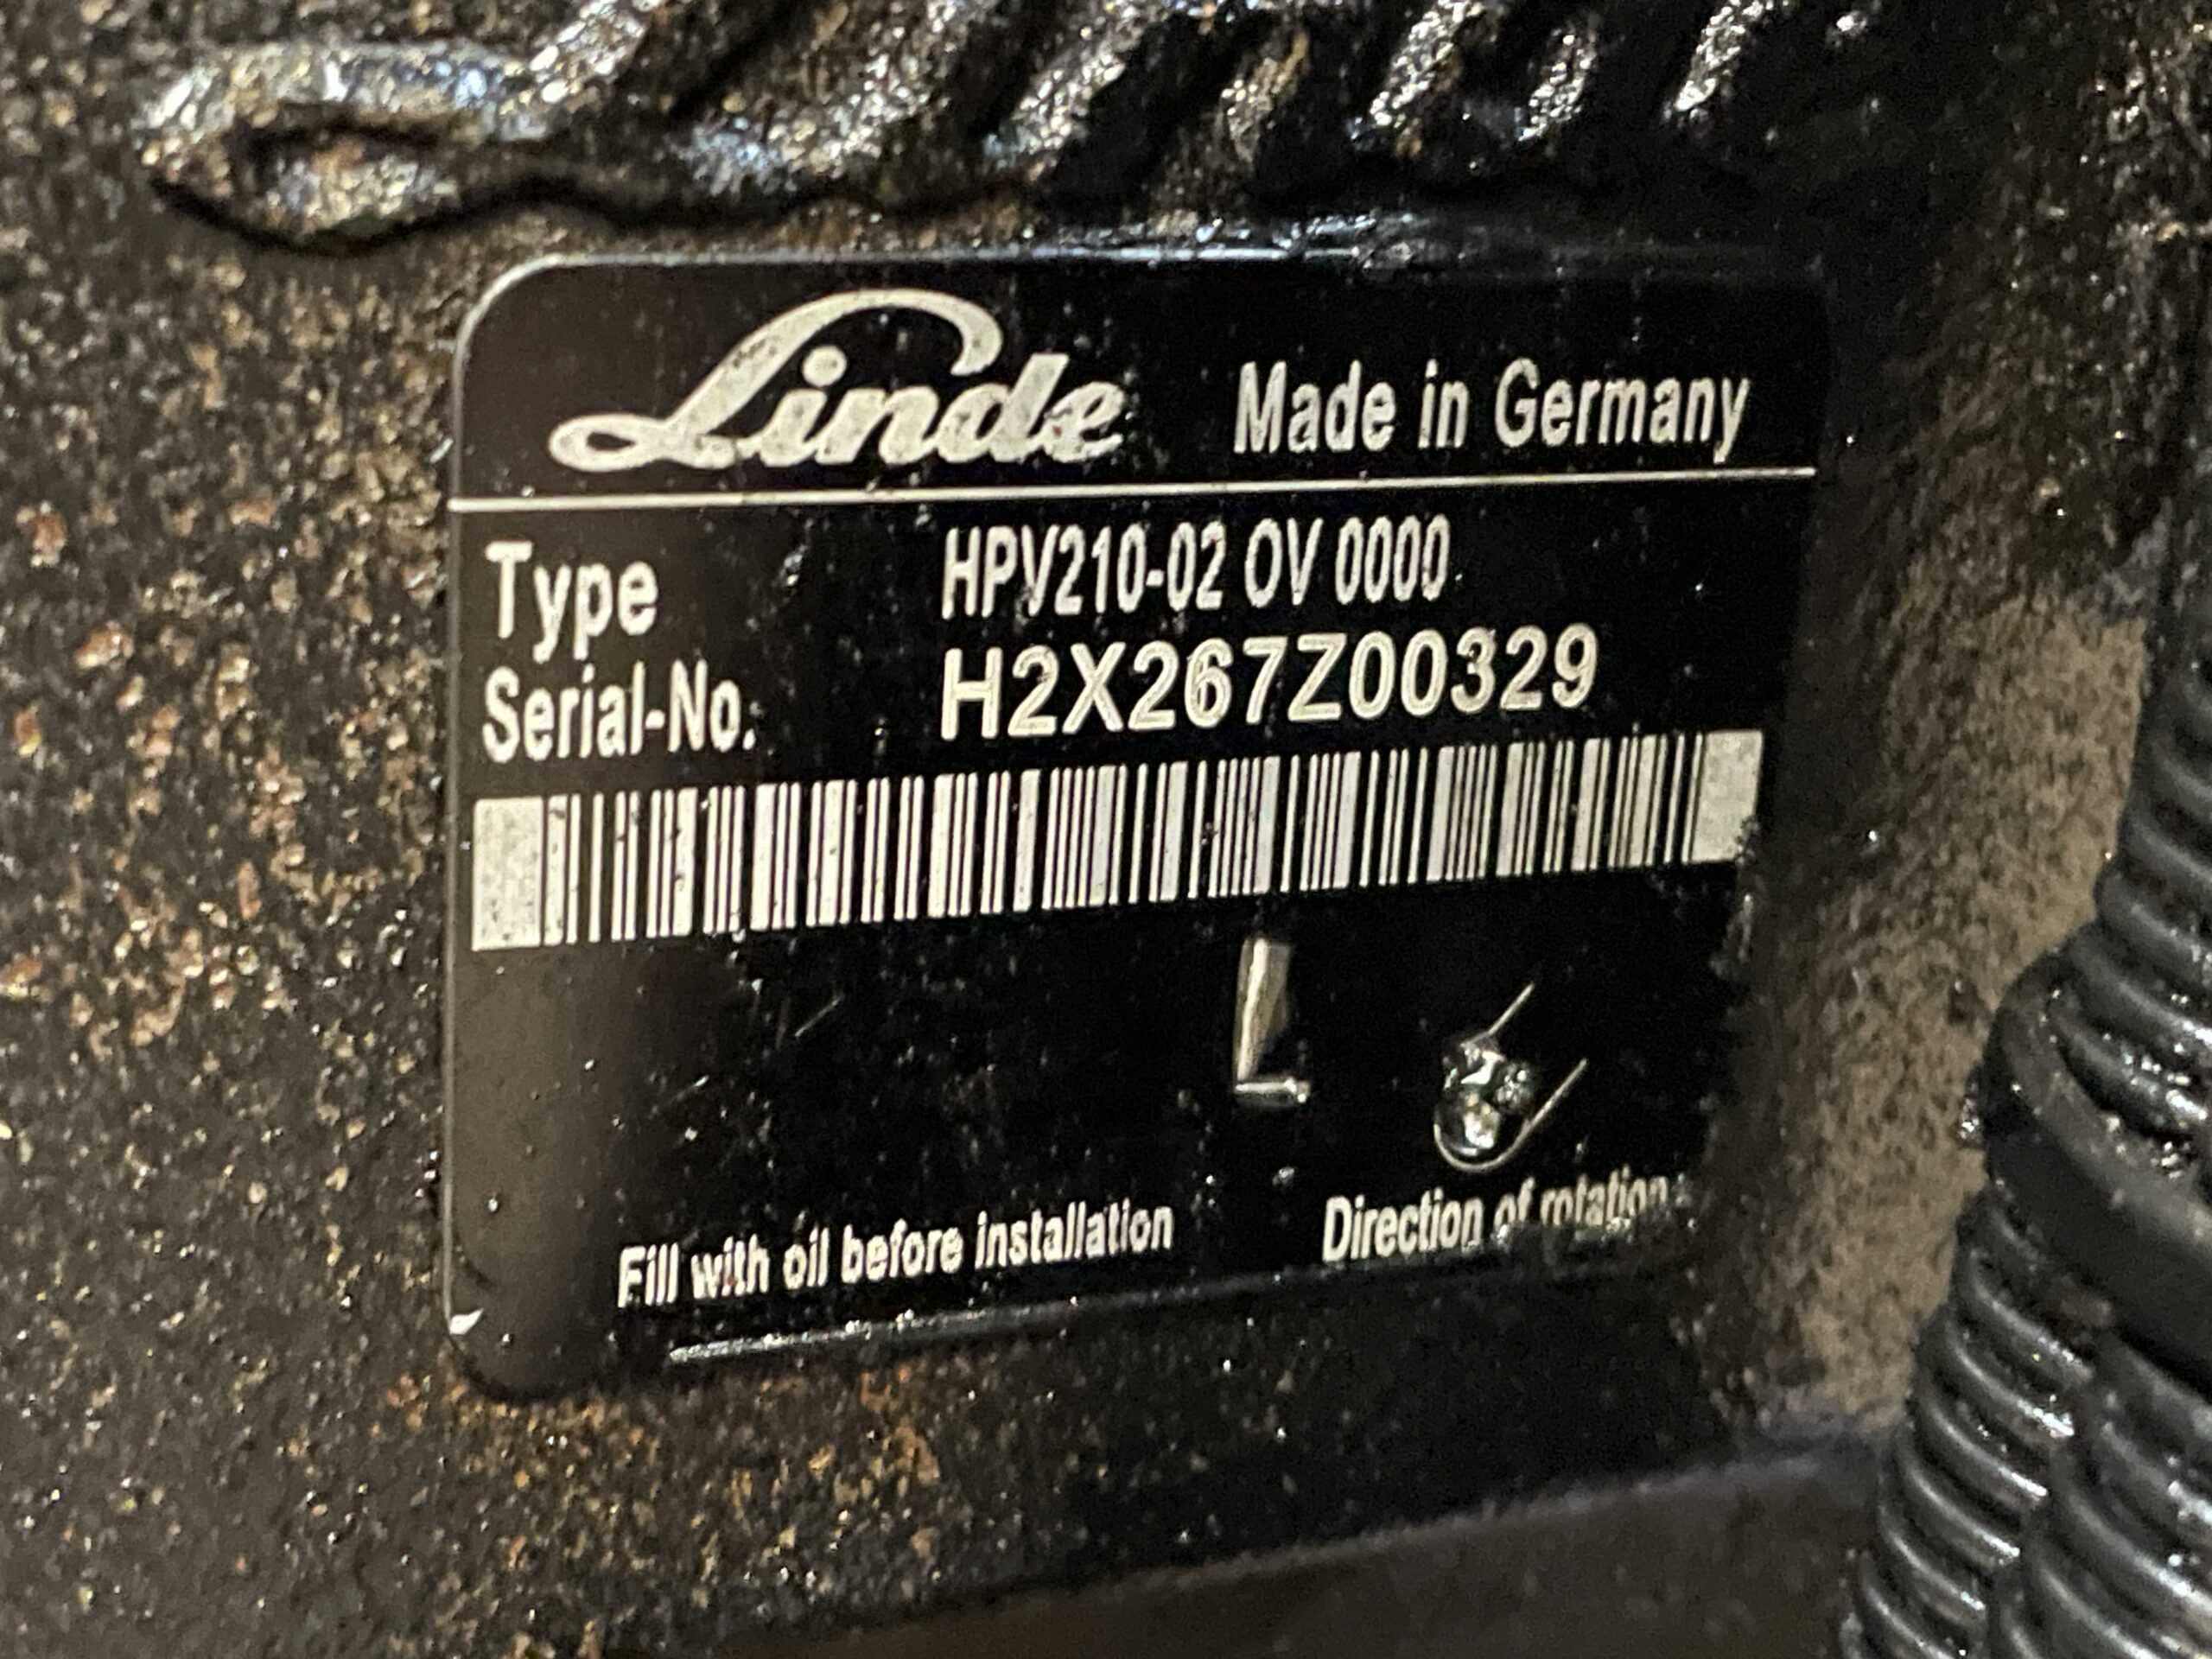 Linde Made in Germany
Type HPV210-02 OV 0000
Serial-No. H2X267Z00329
L
Fill with oil before installation Direction of rotation